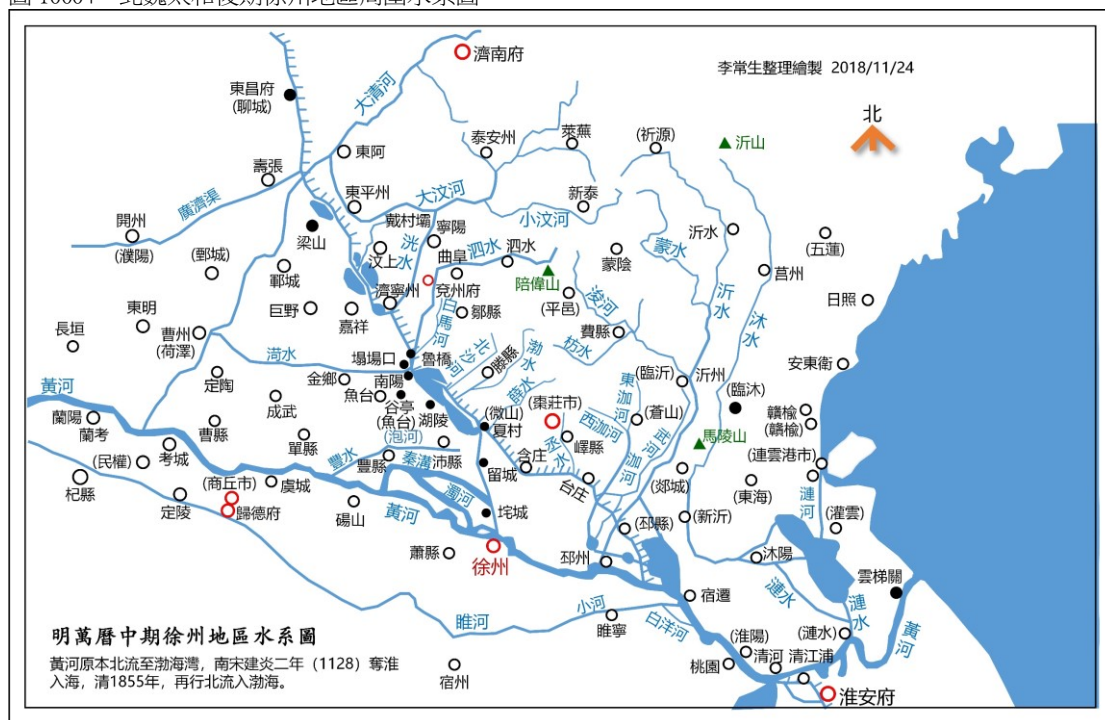 李常生整理繪製 2018/11/24
北
濟南府
東昌府
(聊城)
大清河
東阿
泰安州
萊蕪
(祈源)
沂山
壽張
廣濟渠
東平州
大汶河
新泰
小汶河
開州
(濮陽)
(鄄城)
梁山
戴村壩
寧陽
洸水
汶上
曲阜
泗水
泗水
蒙陰
蒙水
沂水
(五蓮)
莒州
鄆城
濟寧州
兗州府
陪偉山
(平邑)
浚河
沂水
沐水
日照
東明
長垣
曹州
(荷澤)
巨野
嘉祥
白馬河
鄒縣
費縣
枋水
安東衛
塌場口
魯橋
北沙河
滕縣
渤水
薛水
菏水
定陶
金鄉
南陽
魚台
谷亭
(魚台)
湖陵
(微山)
夏村
(棗莊市)
東泇河
西泇河
(蒼山)
(臨沂)
沂州
(臨沐)
贛榆
(贛榆)
黃河
蘭陽
蘭考
成武
曹縣
單縣
(泡河)
嶧縣
丞水
武河
泇河
馬陵山
(連雲港市)
(民權)
考城
豐水
豐縣
秦溝
沛縣
留城
含庄
台庄
(郯城)
(東海)
漣河
(灌雲)
杞縣
定陵
(商丘市)
歸德府
虞城
碭山
濁河
垞城
黃河
蕭縣
徐州
邳州
(邳縣)
(新沂)
沐陽
雲梯關
漣水
漣水
黃河
睢河
小河
睢寧
白洋河
宿遷
(淮陽)
(漣水)
桃園
清河
清江浦
淮安府
宿州
明萬曆中期徐州地區水系圖
黃河原本北流至渤海灣，南宋建炎二年（1128）奪淮
入海，清1855年，再行北流入渤海。